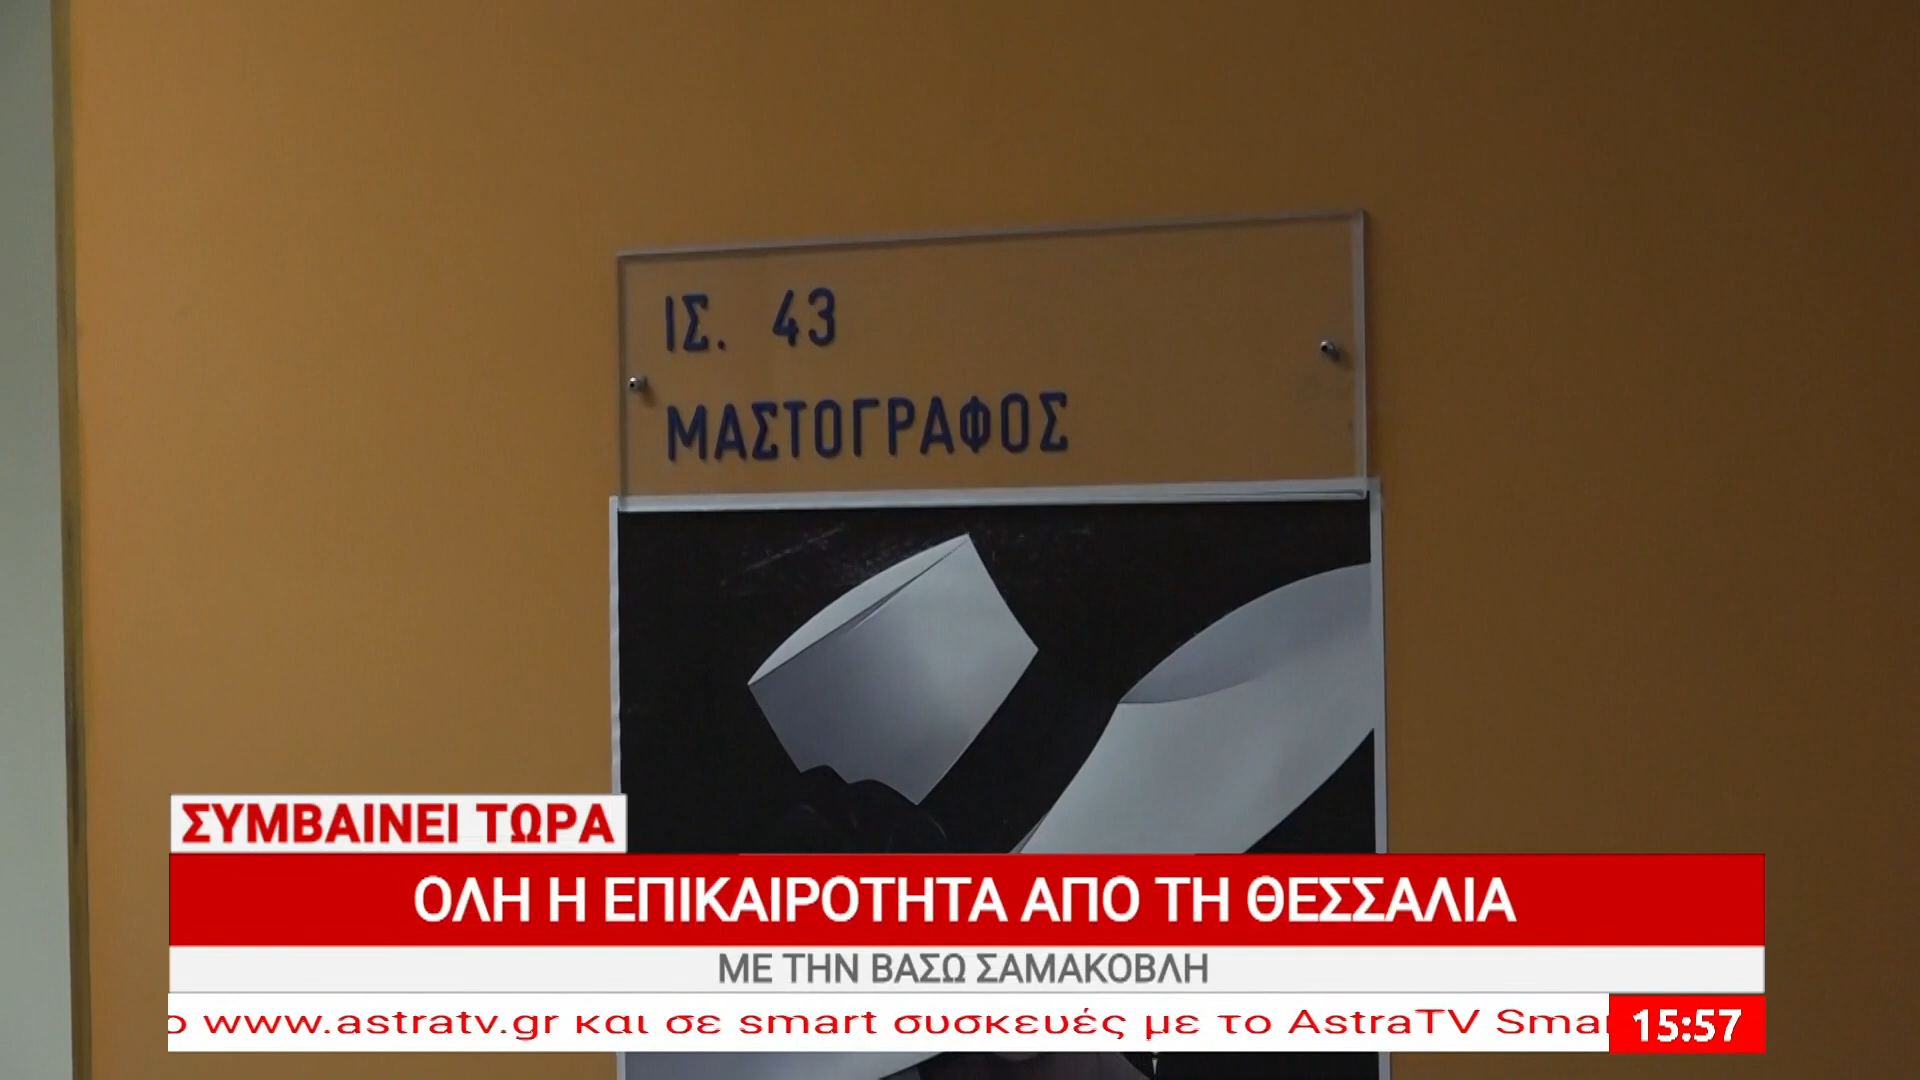 ΙΣ. 43
ΜΑΣΤΟΓΡΑΦΟΣ
ΣΥΜΒΑΙΝΕΙ ΤΩΡΑ
ΟΛΗ Η ΕΠΙΚΑΙΡΟΤΗΤΑ ΑΠΟ ΤΗ ΘΕΣΣΑΛΙΑ
ΜΕ ΤΗΝ ΒΑΣΩ ΣΑΜΑΚΟΒΛΗ
www.astratv.gr και σε smart συσκευές με το AstraTV Smar 15:57